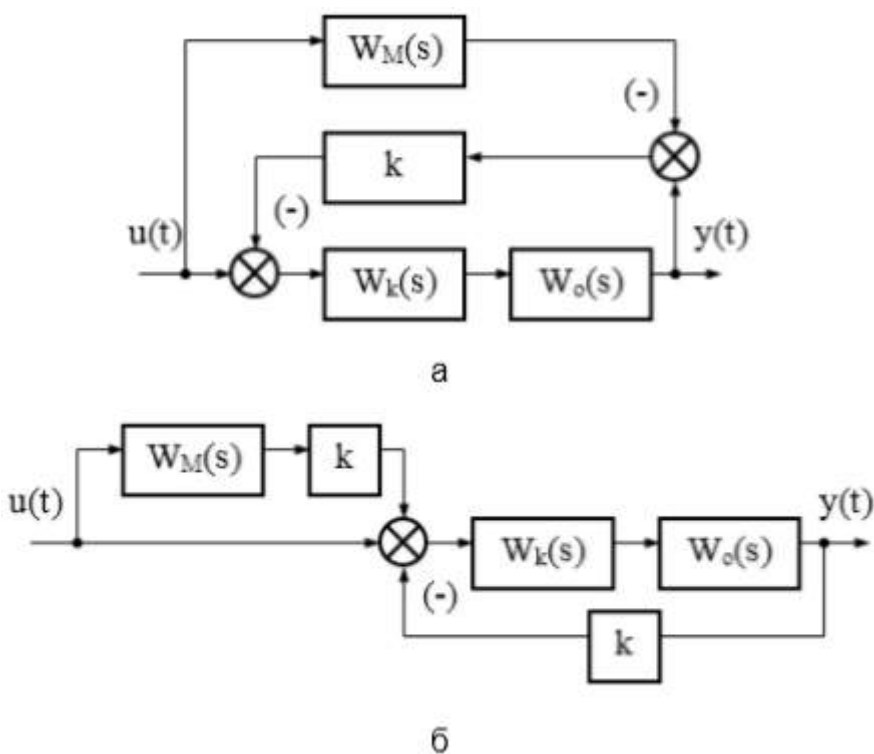 W_M(s)
(-)
k
(-)
u(t)
y(t)
W_k(s)
W_o(s)
а
W_M(s)
k
u(t)
y(t)
W_k(s)
W_o(s)
(-)
k
б